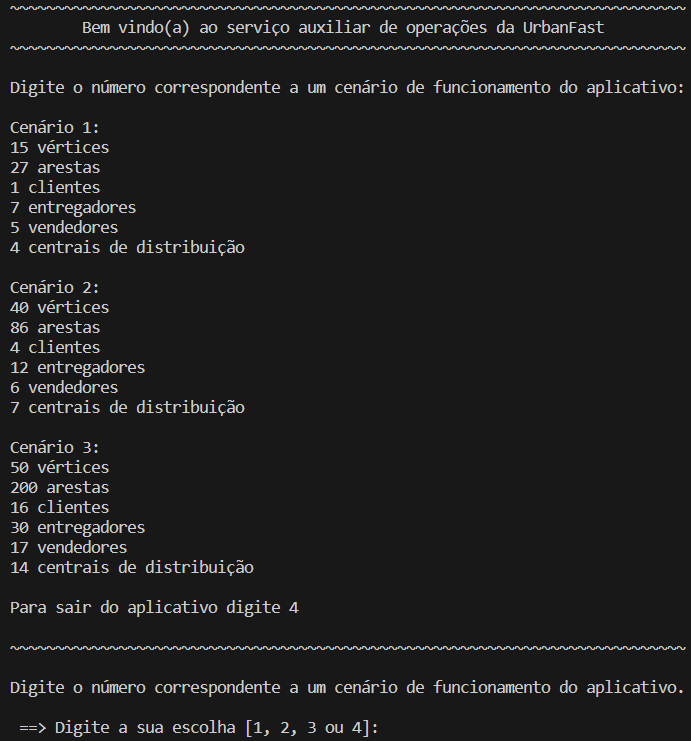 ~~~~~~~~~~~~~~~~~~~~~~~~~~~~~~~~~~~~~~~~~~~~~~~~~~~~~~~~~~~~~~~~~~~~~~~~~~~
Bem vindo(a) ao serviço auxiliar de operações da UrbanFast
~~~~~~~~~~~~~~~~~~~~~~~~~~~~~~~~~~~~~~~~~~~~~~~~~~~~~~~~~~~~~~~~~~~~~~~~~~~
Digite o número correspondente a um cenário de funcionamento do aplicativo:
Cenário 1:
15 vértices
27 arestas
1 clientes
7 entregadores
5 vendedores
4 centrais de distribuição
Cenário 2:
40 vértices
86 arestas
4 clientes
12 entregadores
6 vendedores
7 centrais de distribuição
Cenário 3:
50 vértices
200 arestas
16 clientes
30 entregadores
17 vendedores
14 centrais de distribuição
Para sair do aplicativo digite 4
~~~~~~~~~~~~~~~~~~~~~~~~~~~~~~~~~~~~~~~~~~~~~~~~~~~~~~~~~~~~~~~~~~~~~~~~~~~
Digite o número correspondente a um cenário de funcionamento do aplicativo.
==> Digite a sua escolha [1, 2, 3 ou 4]: